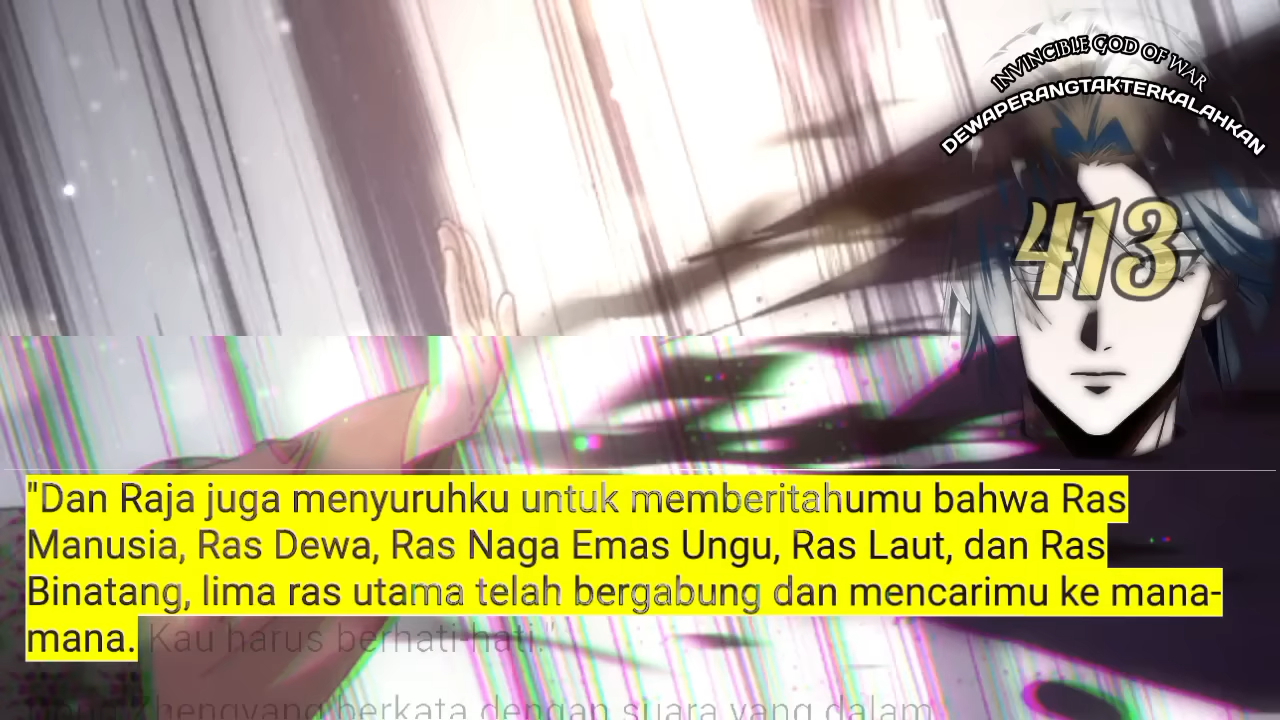 INVINCIBLE GOD OF WAR
DEWAPERANGTAKTERKALAHKAN
413
"Dan Raja juga menyuruhku untuk memberitahumu bahwa Ras
Manusia, Ras Dewa, Ras Naga Emas Ungu, Ras Laut, dan Ras
Binatang, lima ras utama telah bergabung dan mencarimu ke mana-
mana. Kau harus berhati-hati."
Zhengyang berkata dengan suara yang dalam